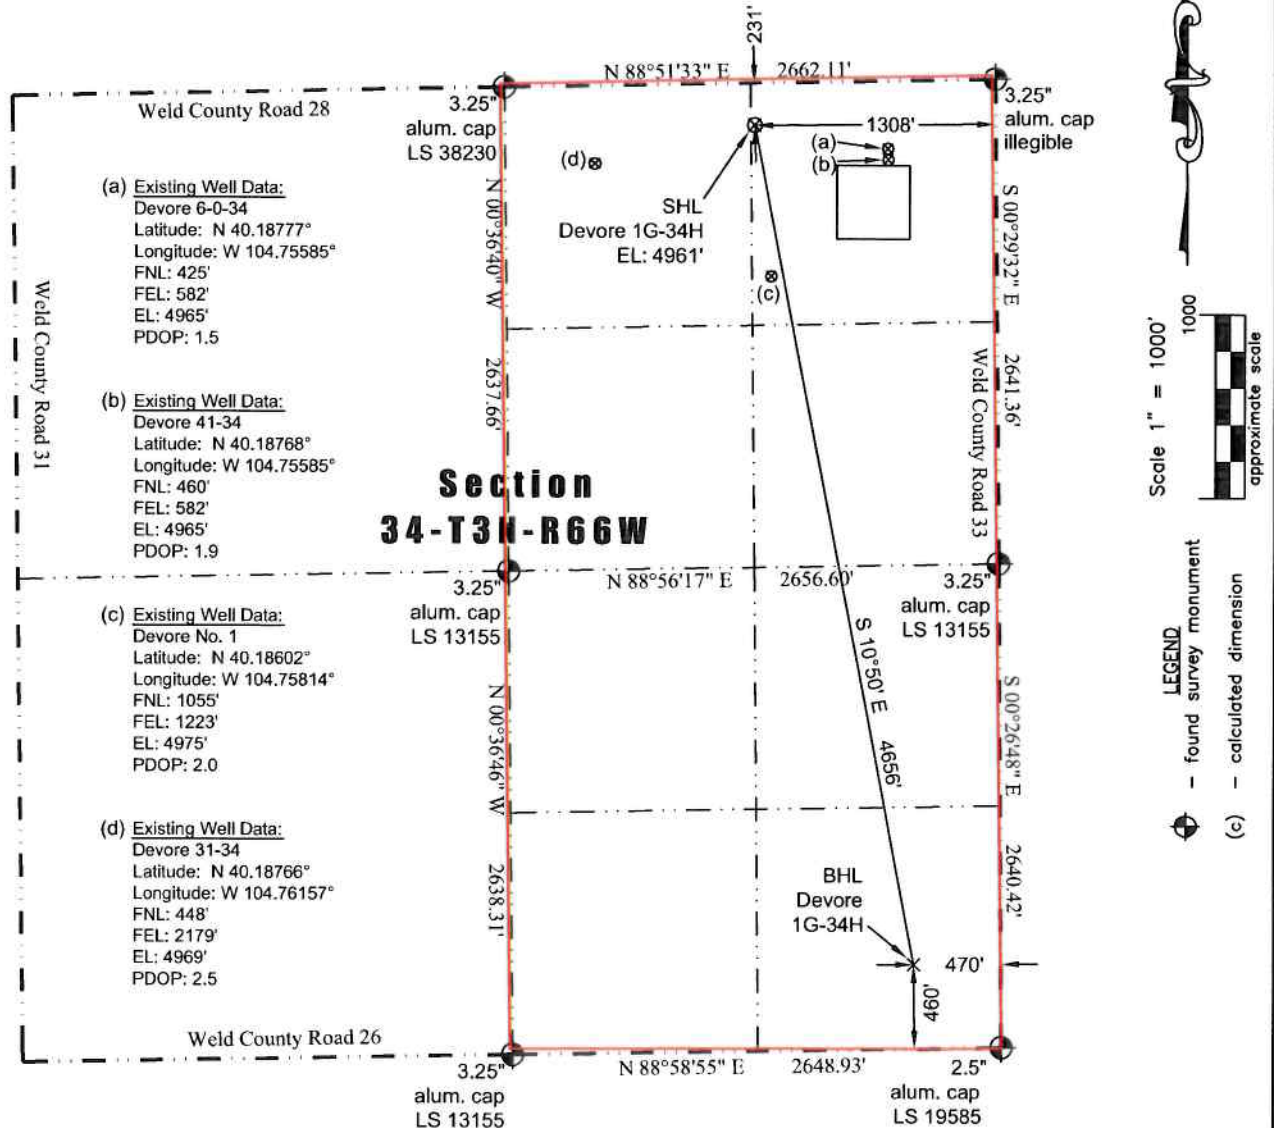 231'
N 88°51'33" E 2662.11'
Weld County Road 28
3.25"
alum. cap
LS 38230
3.25"
alum. cap
illegible
1308'
(a)
(b)
(d)
SHL
Devore 1G-34H
EL: 4961'
(c)
(a) Existing Well Data:
Devore 6-0-34
Latitude: N 40.18777°
Longitude: W 104.75585°
FNL: 425'
FEL: 582'
EL: 4965'
PDOP: 1.5
(b) Existing Well Data:
Devore 41-34
Latitude: N 40.18768°
Longitude: W 104.75585°
FNL: 460'
FEL: 582'
EL: 4965'
PDOP: 1.9
(c) Existing Well Data:
Devore No. 1
Latitude: N 40.18602°
Longitude: W 104.75814°
FNL: 1055'
FEL: 1223'
EL: 4975'
PDOP: 2.0
(d) Existing Well Data:
Devore 31-34
Latitude: N 40.18766°
Longitude: W 104.76157°
FNL: 448'
FEL: 2179'
EL: 4969'
PDOP: 2.5
Weld County Road 31
N 00°36'40" W 2637.66'
S 00°29'32" E 2641.36'
Weld County Road 33
Section
34-T3N-R66W
N 88°56'17" E 2656.60'
3.25"
alum. cap
LS 13155
3.25"
alum. cap
LS 13155
S 10°50' E 4656'
N 00°36'46" W 2638.31'
S 00°26'48" E 2640.42'
BHL
Devore
1G-34H
470'
460'
Weld County Road 26
N 88°58'55" E 2648.93'
3.25"
alum. cap
LS 13155
2.5"
alum. cap
LS 19585
Scale 1" = 1000'
1000
approximate scale
LEGEND
– found survey monument
(c) – calculated dimension